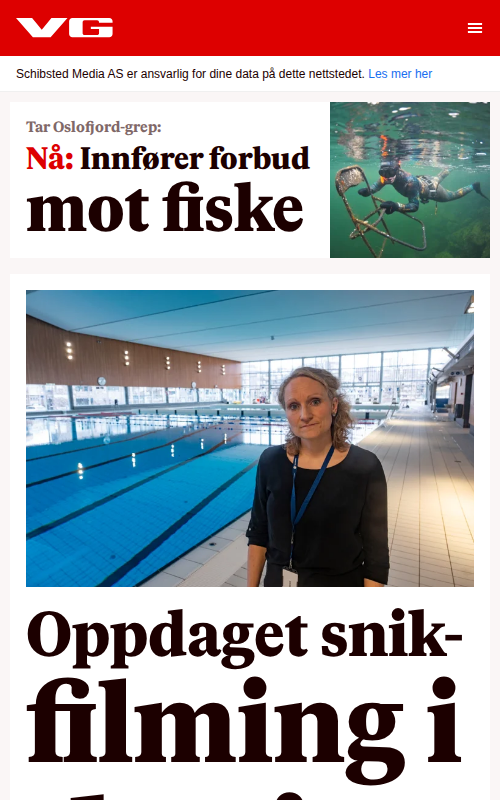 VG
Schibsted Media AS er ansvarlig for dine data på dette nettstedet. Les mer her
Tar Oslofjord-grep:
Nå: Innfører forbud
mot fiske
Oppdaget snik-
filming i